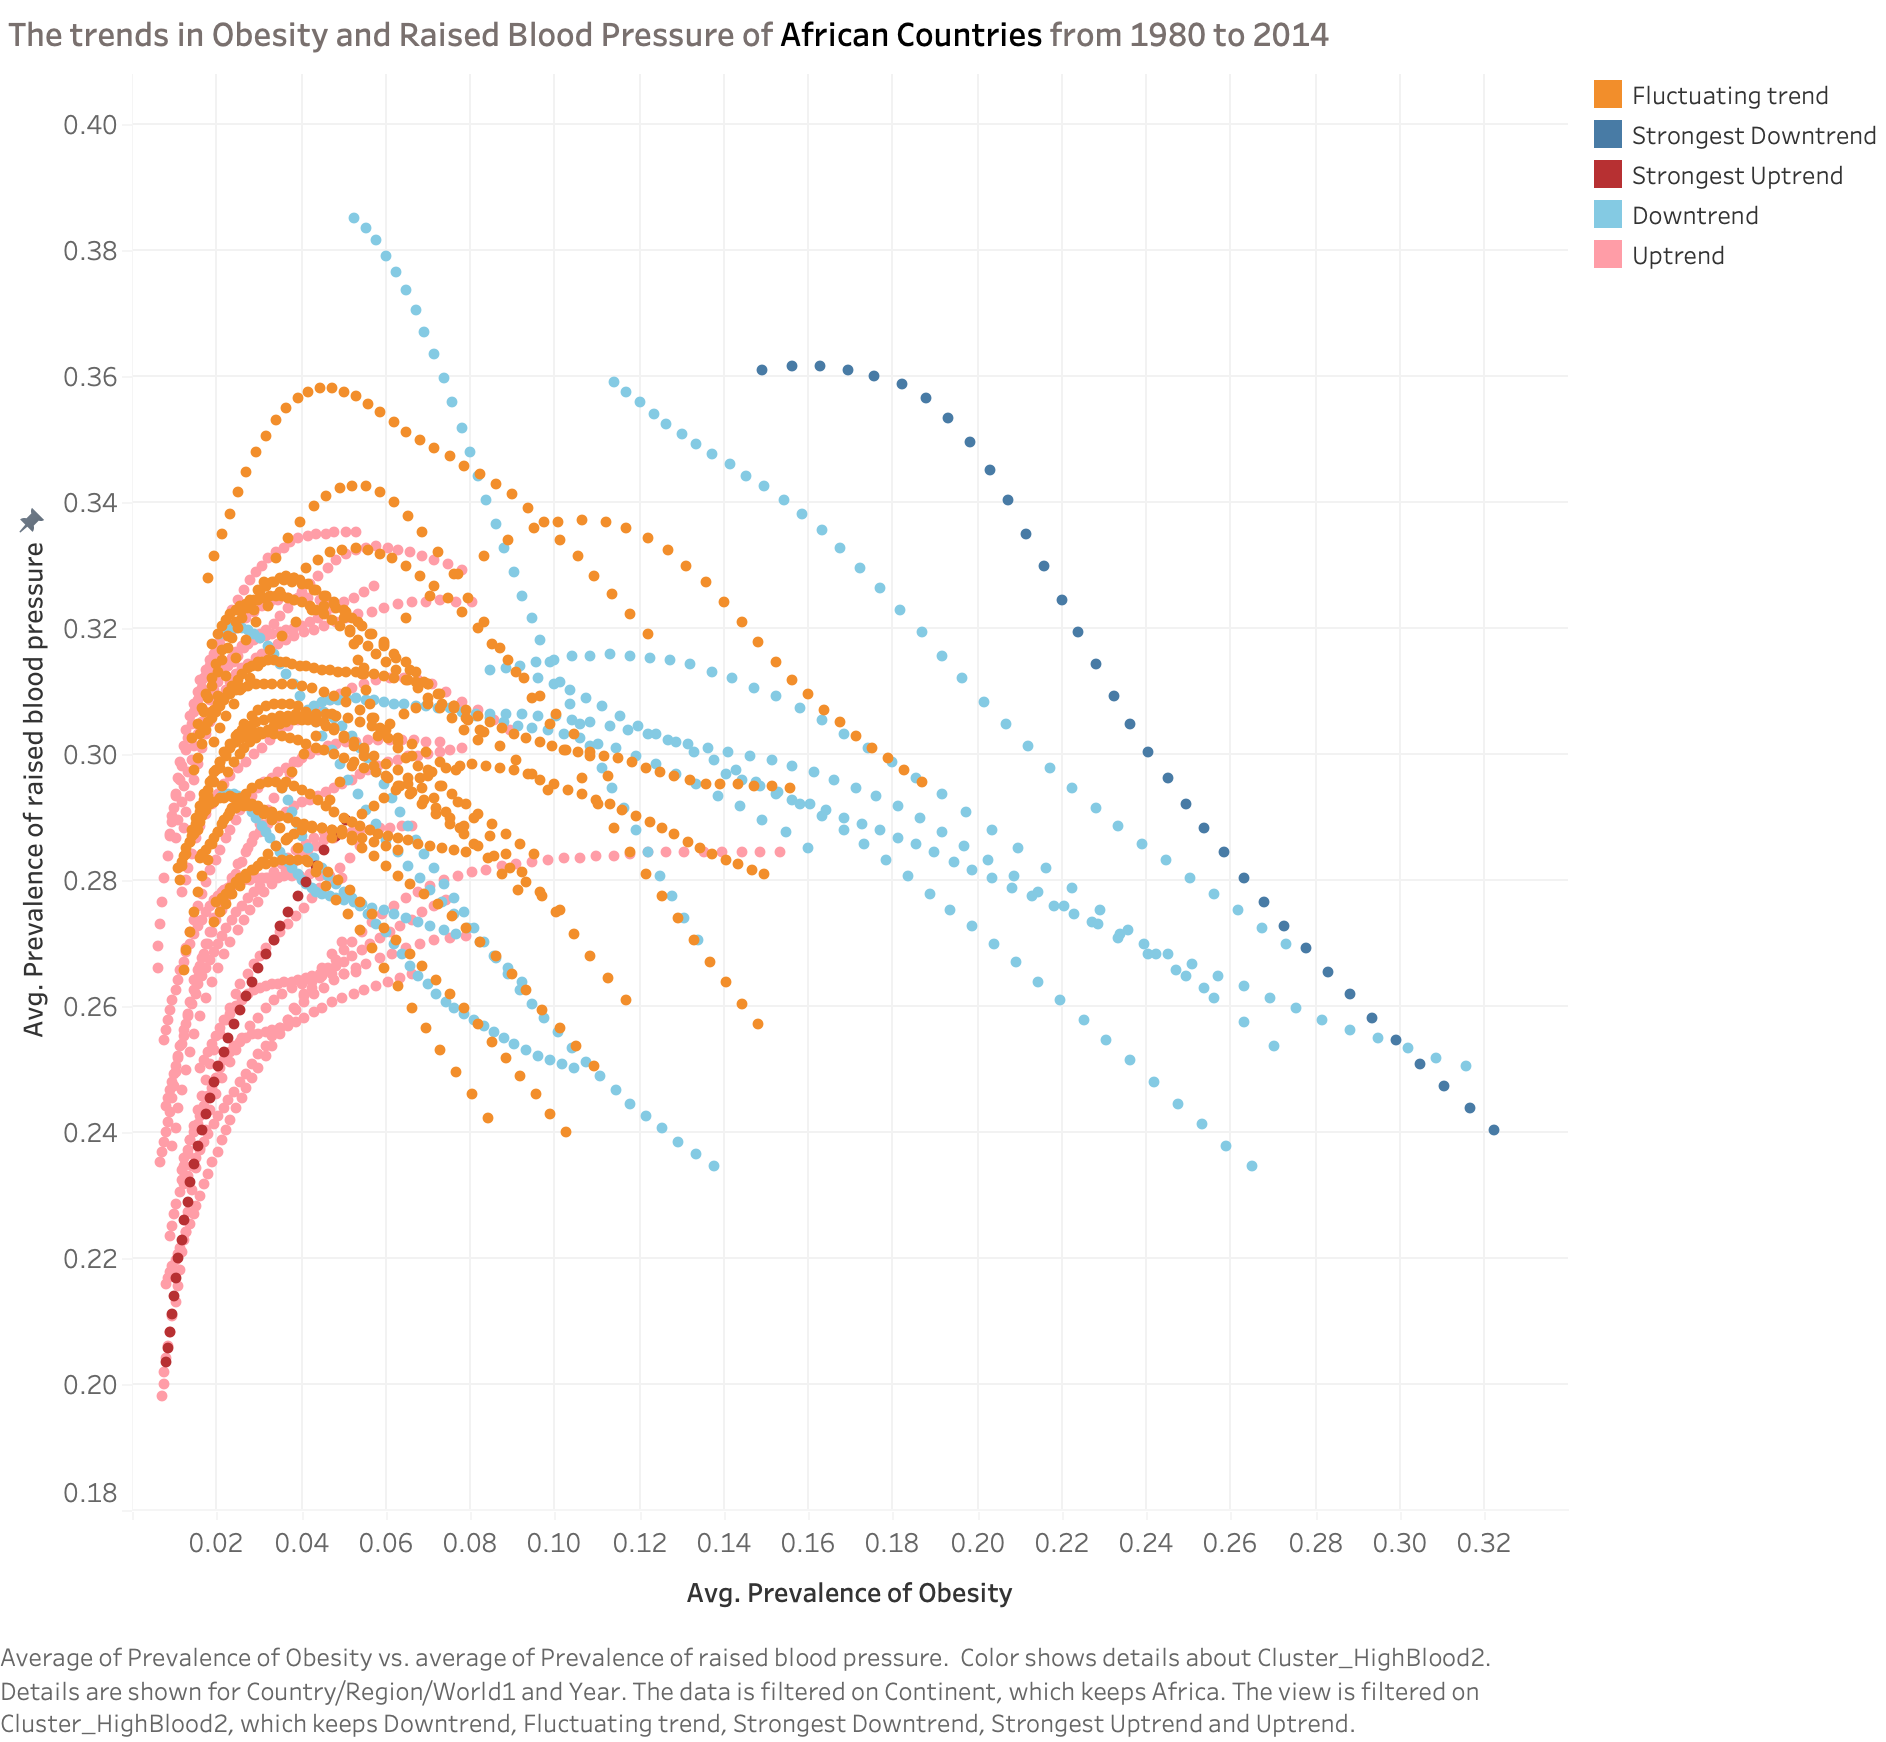 The trends in Obesity and Raised Blood Pressure of African Countries from 1980 to 2014
Fluctuating trend
Strongest Downtrend
Strongest Uptrend
Downtrend
Uptrend
0.40
0.38
0.36
0.34
0.32
0.30
0.28
0.26
0.24
0.22
0.20
0.18
Avg. Prevalence of raised blood pressure
0.02 0.04 0.06 0.08 0.10 0.12 0.14 0.16 0.18 0.20 0.22 0.24 0.26 0.28 0.30 0.32
Avg. Prevalence of Obesity
Average of Prevalence of Obesity vs. average of Prevalence of raised blood pressure.  Color shows details about Cluster_HighBlood2.
Details are shown for Country/Region/World1 and Year. The data is filtered on Continent, which keeps Africa. The view is filtered on
Cluster_HighBlood2, which keeps Downtrend, Fluctuating trend, Strongest Downtrend, Strongest Uptrend and Uptrend.